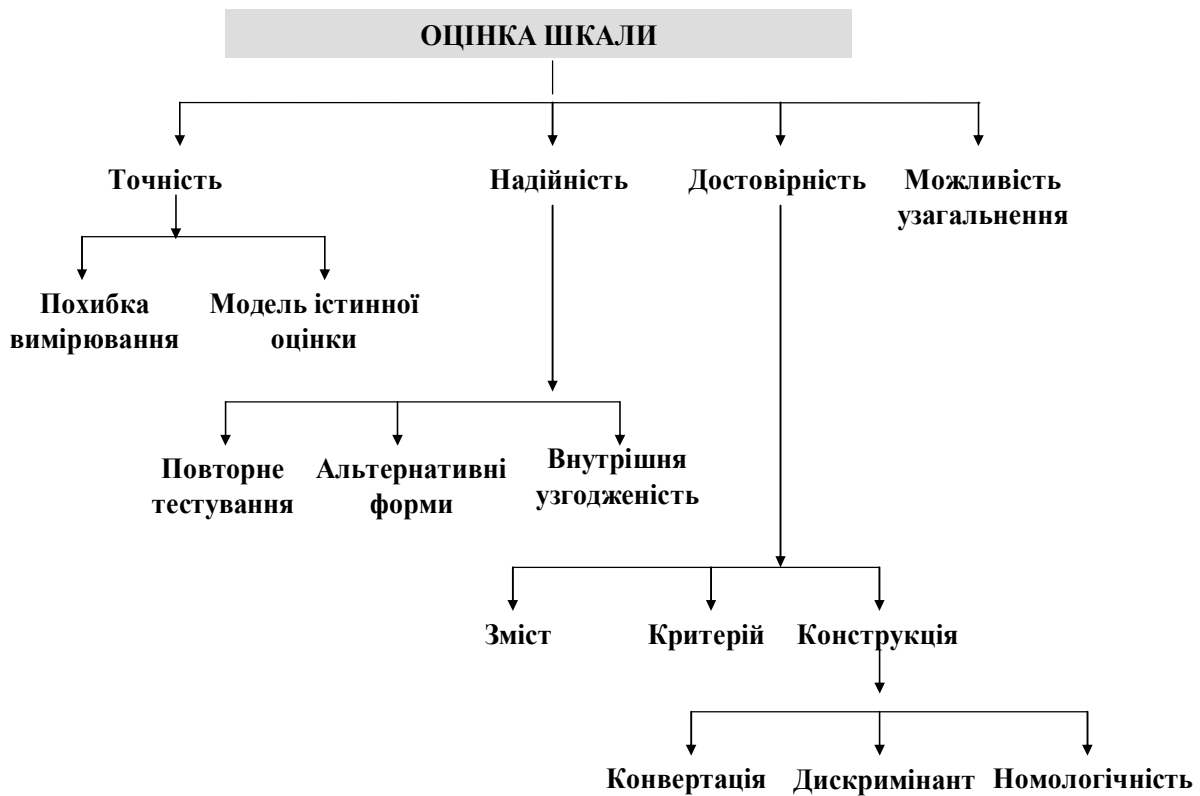 ОЦІНКА ШКАЛИ
Точність
Надійність
Достовірність
Можливість
узагальнення
Похибка
вимірювання
Модель істинної
оцінки
Повторне
тестування
Альтернативні
форми
Внутрішня
узгодженість
Зміст
Критерій
Конструкція
Конвертація
Дискримінант
Номологічність